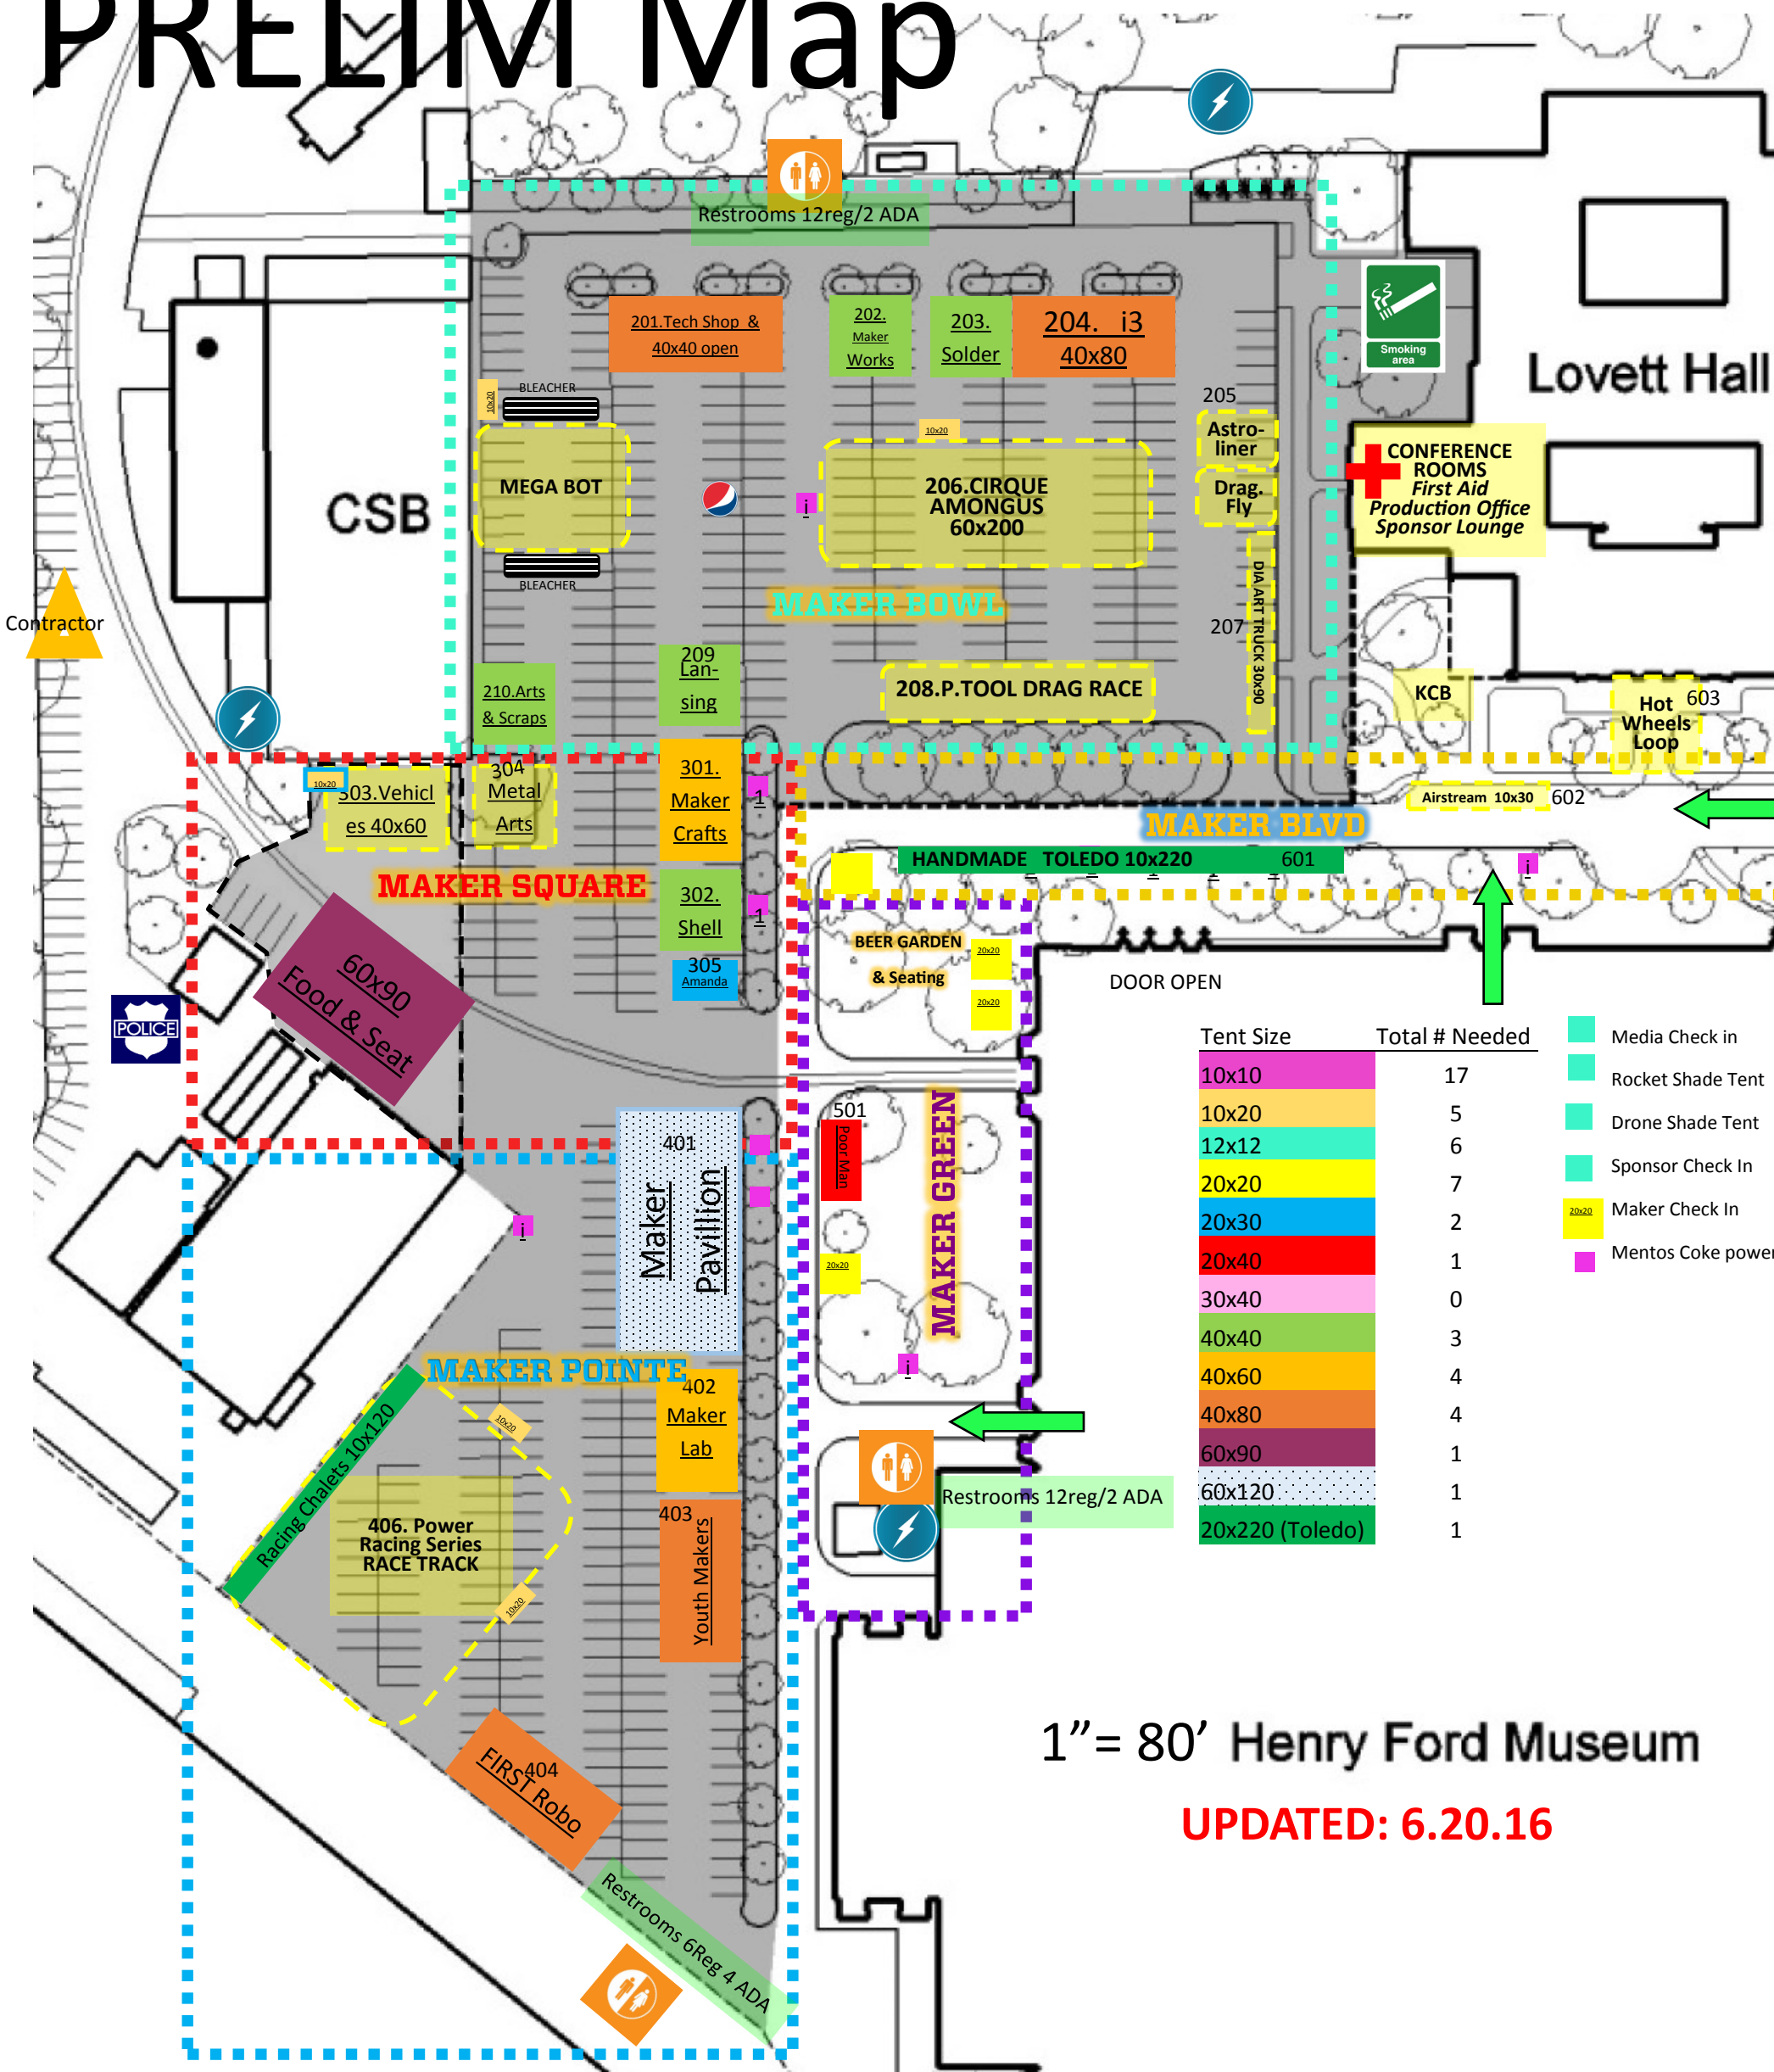 PRELIM Map
Restrooms 12reg/2 ADA
201.Tech Shop &
40x40 open
202.
Maker
Works
203.
Solder
204. i3
40x80
Smoking
area
Lovett Hall
10x20
BLEACHER
MEGA BOT
BLEACHER
CSB
i
10x20
206.CIRQUE
AMONGUS
60x200
205
Astro-
liner
Drag.
Fly
CONFERENCE
ROOMS
First Aid
Production Office
Sponsor Lounge
MAKER BOWL
DIA ART TRUCK 30x90
207
Contractor
209
Lan-
sing
210.Arts
& Scraps
208.P.TOOL DRAG RACE
KCB
Hot
Wheels
Loop
603
10x20
303.Vehicl
es 40x60
304
Metal
Arts
301.
Maker
Crafts
1
Airstream 10x30
602
MAKER BLVD
HANDMADE TOLEDO 10x220
601
i
MAKER SQUARE
302.
Shell
1
305
Amanda
60x90
Food & Seat
POLICE
BEER GARDEN
& Seating
20x20
20x20
DOOR OPEN
Tent Size Total # Needed
10x10 17
10x20 5
12x12 6
20x20 7
20x30 2
20x40 1
30x40 0
40x40 3
40x60 4
40x80 4
60x90 1
60x120 1
20x220 (Toledo) 1
Media Check in
Rocket Shade Tent
Drone Shade Tent
Sponsor Check In
20x20
Maker Check In
Mentos Coke power
401
Maker
Pavillion
i
501
Poor Man
20x20
MAKER GREEN
i
MAKER POINTE
402
Maker
Lab
10x20
Racing Chalets 10x120
406. Power
Racing Series
RACE TRACK
10x20
403
Youth Makers
Restrooms 12reg/2 ADA
404
FIRST Robo
Restrooms 6Reg 4 ADA
1”= 80’ Henry Ford Museum
UPDATED: 6.20.16